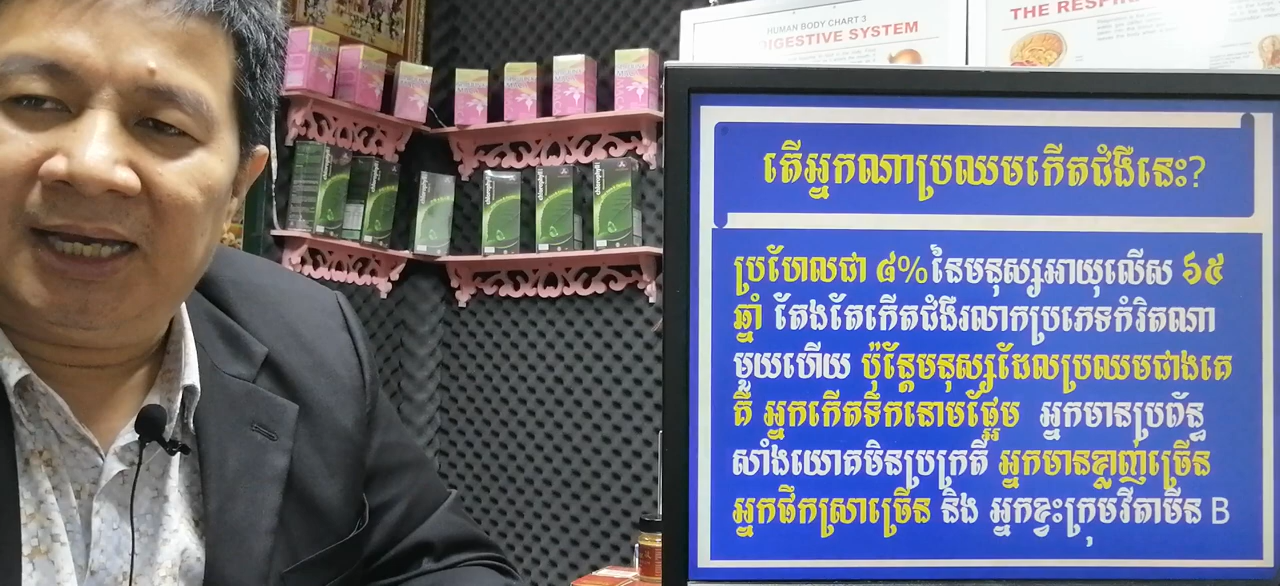 HUMAN BODY CHART 3
DIGESTIVE SYSTEM
THE
chlorophyll
chlorophyll
chlorophyll
តើអ្នកណាប្រឈមកើតជំងឺនេះ?
ប្រហែលជា ៨% នៃមនុស្សអាយុលើស ៦៥
ឆ្នាំ តែងតែកើតជំងឺរលាកប្រភេទកំរិតណា
មួយហើយ ប៉ុន្តែមនុស្សដែលប្រឈមជាងគេ
គឺ អ្នកកើតទឹកនោមផ្អែម អ្នកមានប្រព័ន្ធ
សាំងយោគមិនប្រក្រតី អ្នកមានខ្លាញ់ច្រើន
អ្នកផឹកស្រាច្រើន និង អ្នកខ្វះក្រុមវីតាមីន B